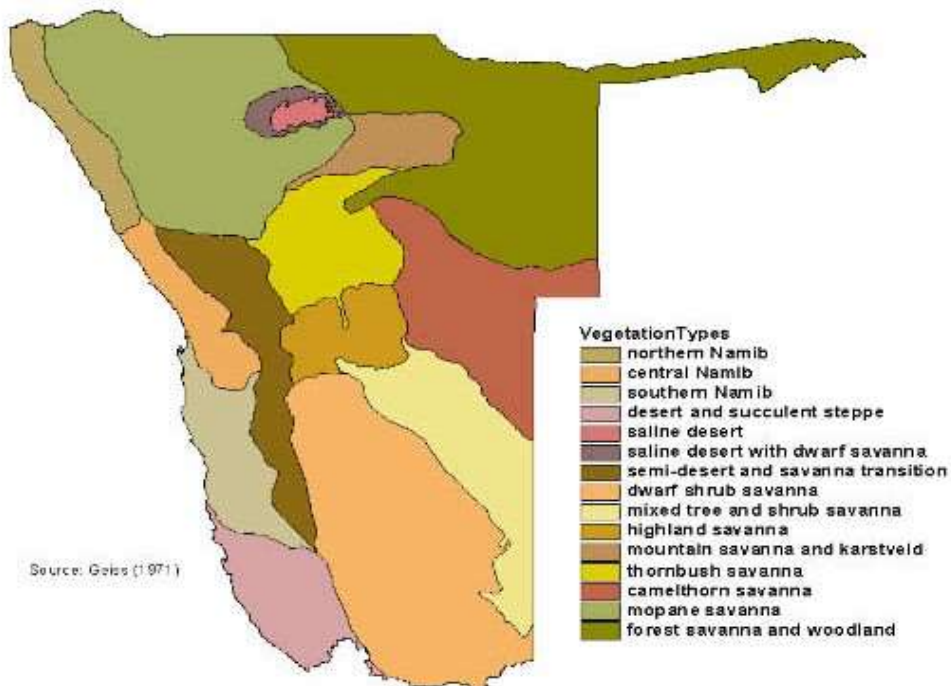 VegetationTypes
northern Namib
central Namib
southern Namib
desert and succulent steppe
saline desert
saline desert with dwarf savanna
semi-desert and savanna transition
dwarf shrub savanna
mixed tree and shrub savanna
highland savanna
mountain savanna and karstveld
thornbush savanna
camelthorn savanna
mopane savanna
forest savanna and woodland
Source: Geiss (1971)